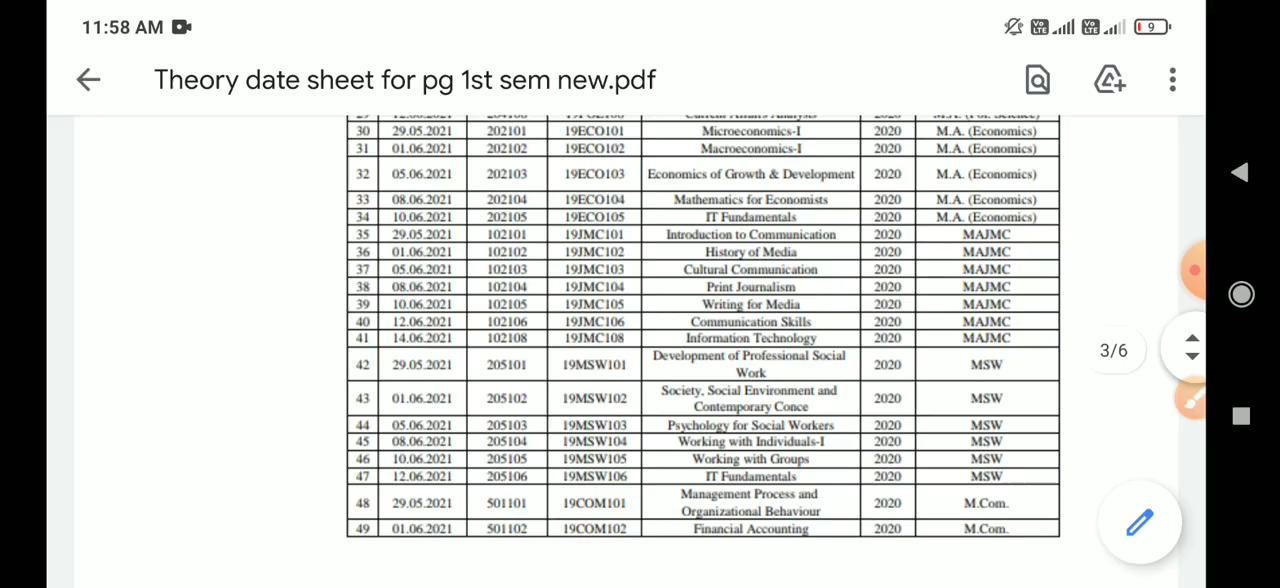 11:58 AM
Vo LTE Vo LTE 9
Theory date sheet for pg 1st sem new.pdf
30 29.05.2021 202101 19ECO101 Microeconomics-I 2020 M.A. (Economics)
31 01.06.2021 202102 19ECO102 Macroeconomics-I 2020 M.A. (Economics)
32 05.06.2021 202103 19ECO103 Economics of Growth & Development 2020 M.A. (Economics)
33 08.06.2021 202104 19ECO104 Mathematics for Economists 2020 M.A. (Economics)
34 10.06.2021 202105 19ECO105 IT Fundamentals 2020 M.A. (Economics)
35 29.05.2021 102101 19JMC101 Introduction to Communication 2020 MAJMC
36 01.06.2021 102102 19JMC102 History of Media 2020 MAJMC
37 05.06.2021 102103 19JMC103 Cultural Communication 2020 MAJMC
38 08.06.2021 102104 19JMC104 Print Journalism 2020 MAJMC
39 10.06.2021 102105 19JMC105 Writing for Media 2020 MAJMC
40 12.06.2021 102106 19JMC106 Communication Skills 2020 MAJMC
41 14.06.2021 102108 19JMC108 Information Technology 2020 MAJMC
42 29.05.2021 205101 19MSW101 Development of Professional Social 2020 MSW
Work
43 01.06.2021 205102 19MSW102 Society, Social Environment and 2020 MSW
Contemporary Conce
44 05.06.2021 205103 19MSW103 Psychology for Social Workers 2020 MSW
45 08.06.2021 205104 19MSW104 Working with Individuals-I 2020 MSW
46 10.06.2021 205105 19MSW105 Working with Groups 2020 MSW
47 12.06.2021 205106 19MSW106 IT Fundamentals 2020 MSW
48 29.05.2021 501101 19COM101 Management Process and 2020 M.Com.
Organizational Behaviour
49 01.06.2021 501102 19COM102 Financial Accounting 2020 M.Com.
3/6